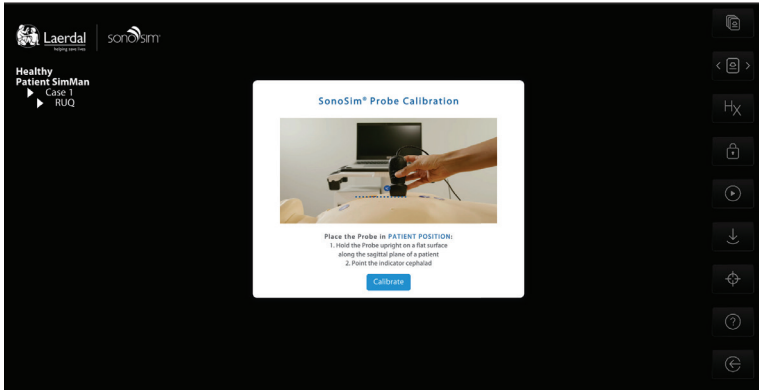 Laerdal
helping save lives
sonosim
Healthy
Patient SimMan
Case 1
RUQ
SonoSim® Probe Calibration
Place the Probe in PATIENT POSITION:
1. Hold the Probe upright on a flat surface
along the sagittal plane of a patient
2. Point the indicator cephalad
Calibrate
HX
?